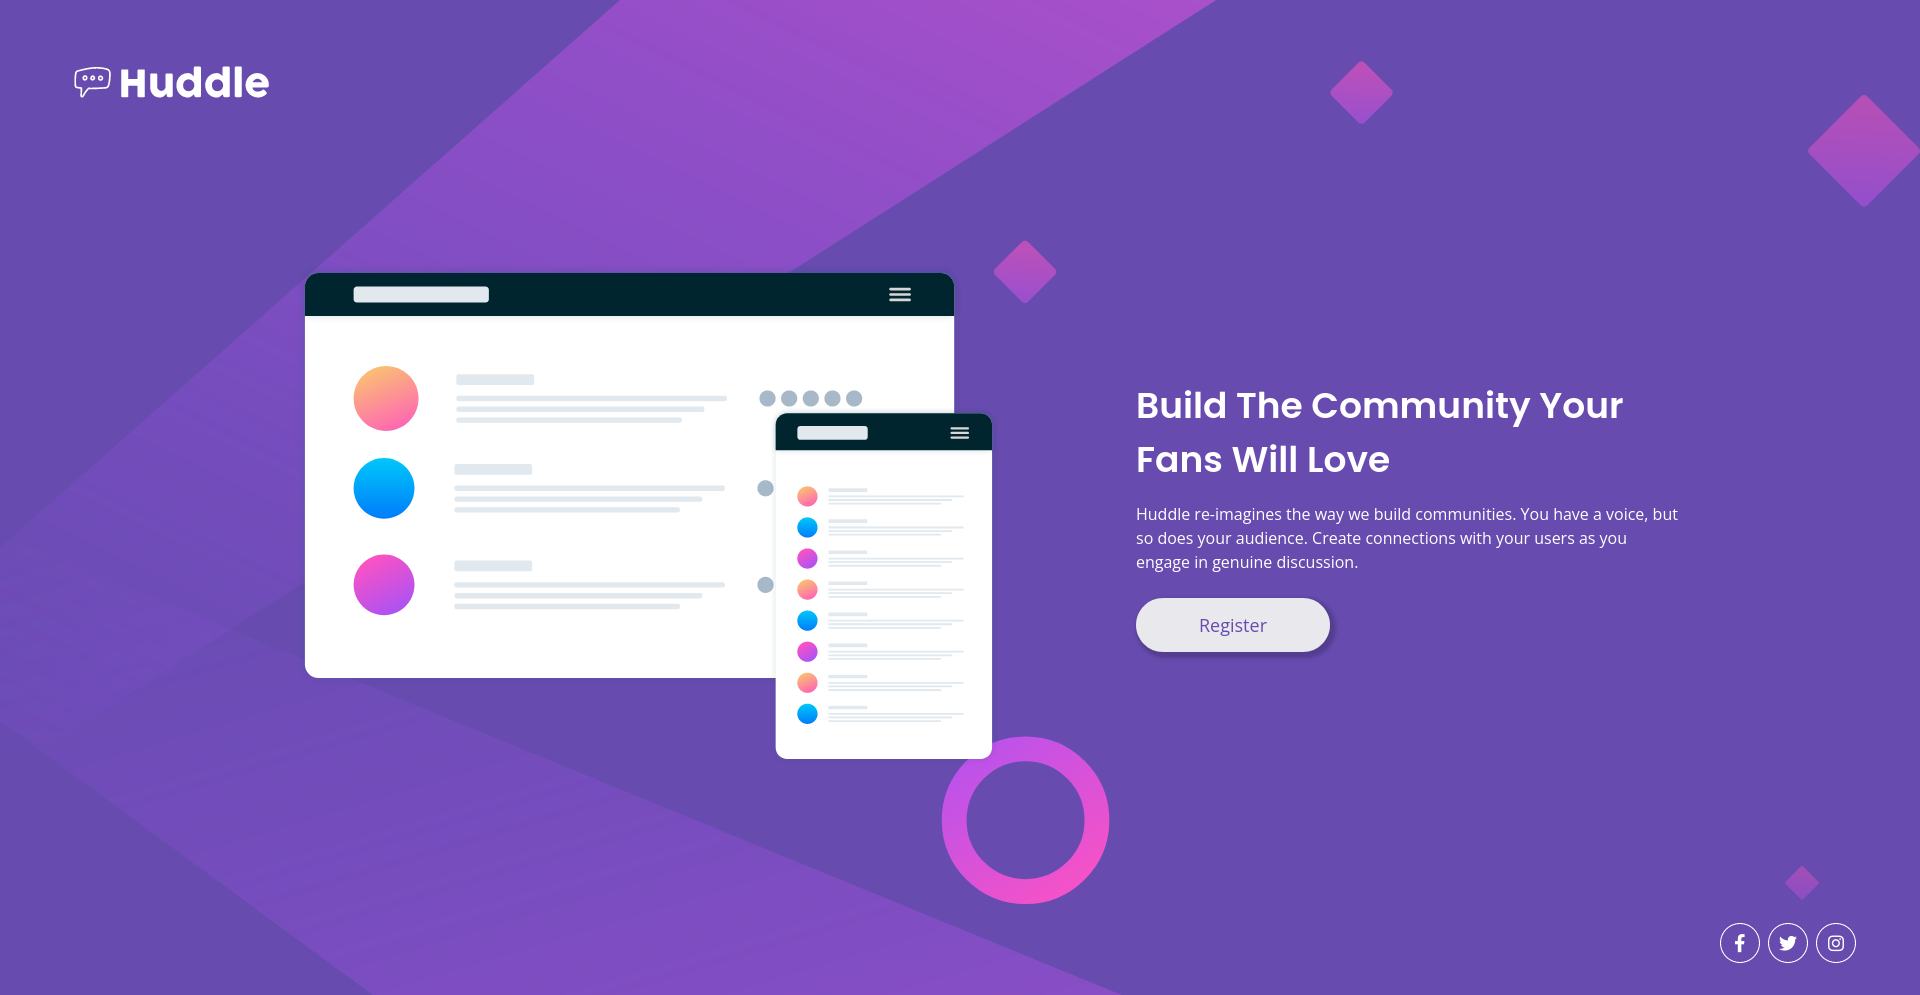 Huddle
Build The Community Your
Fans Will Love
Huddle re-imagines the way we build communities. You have a voice, but
so does your audience. Create connections with your users as you
engage in genuine discussion.
Register